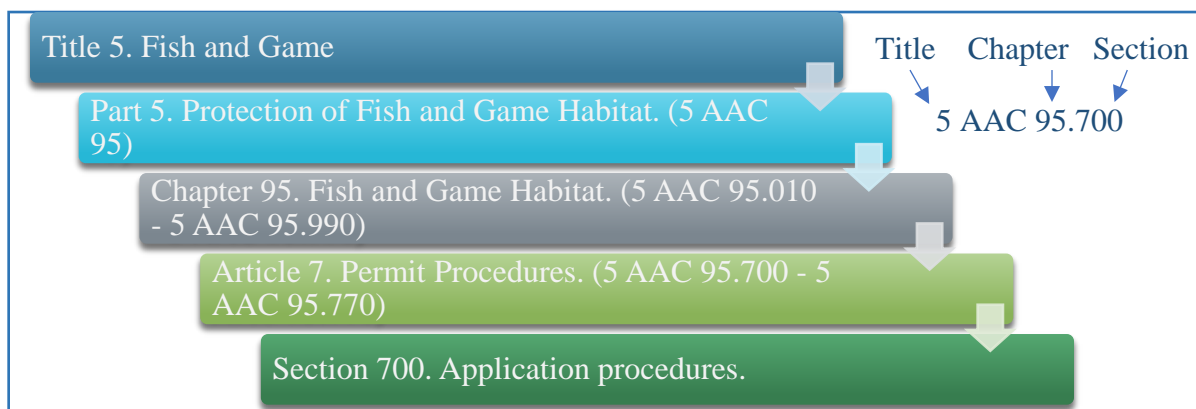 Title 5. Fish and Game
Title Chapter Section
5 AAC 95.700
Part 5. Protection of Fish and Game Habitat. (5 AAC
95)
Chapter 95. Fish and Game Habitat. (5 AAC 95.010
- 5 AAC 95.990)
Article 7. Permit Procedures. (5 AAC 95.700 - 5
AAC 95.770)
Section 700. Application procedures.